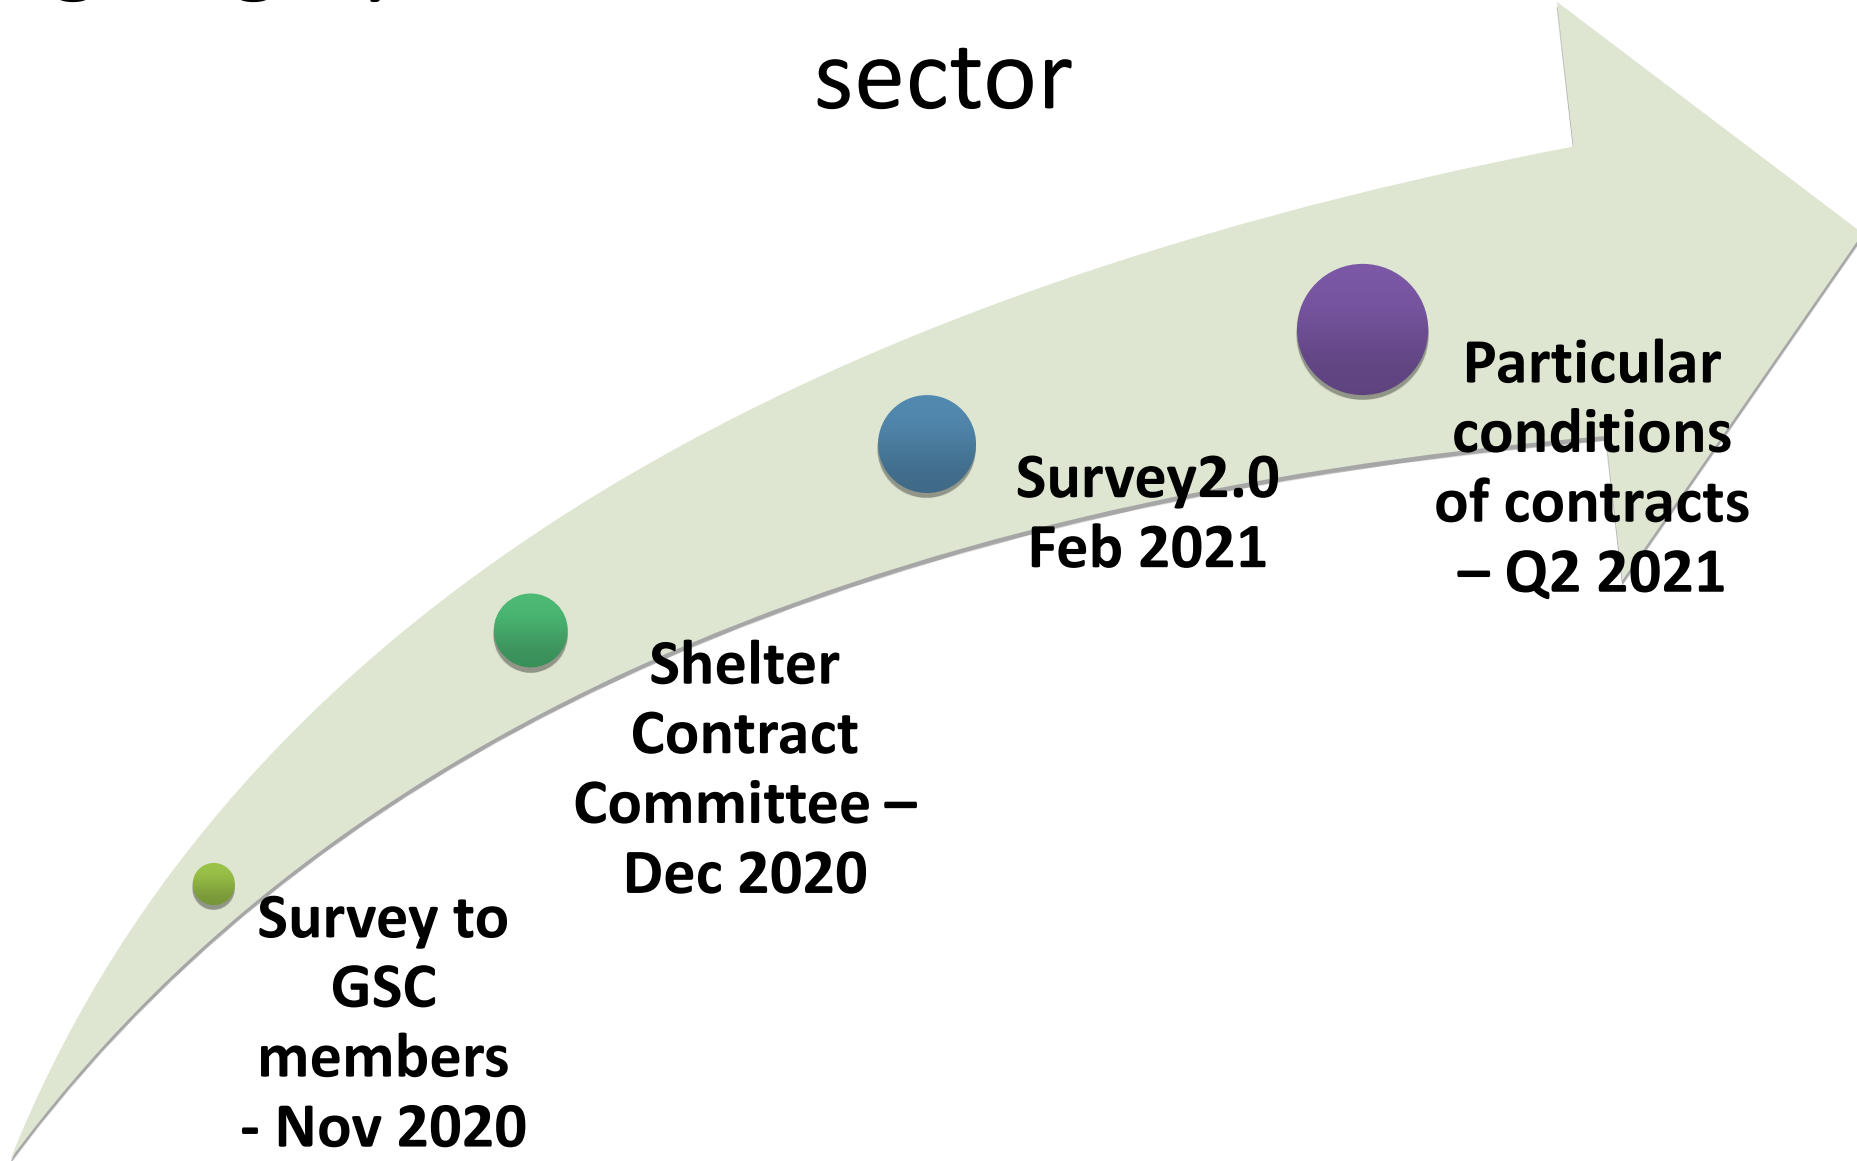 sector
Particular
conditions
of contracts
– Q2 2021
Survey2.0
Feb 2021
Shelter
Contract
Committee –
Dec 2020
Survey to
GSC
members
- Nov 2020